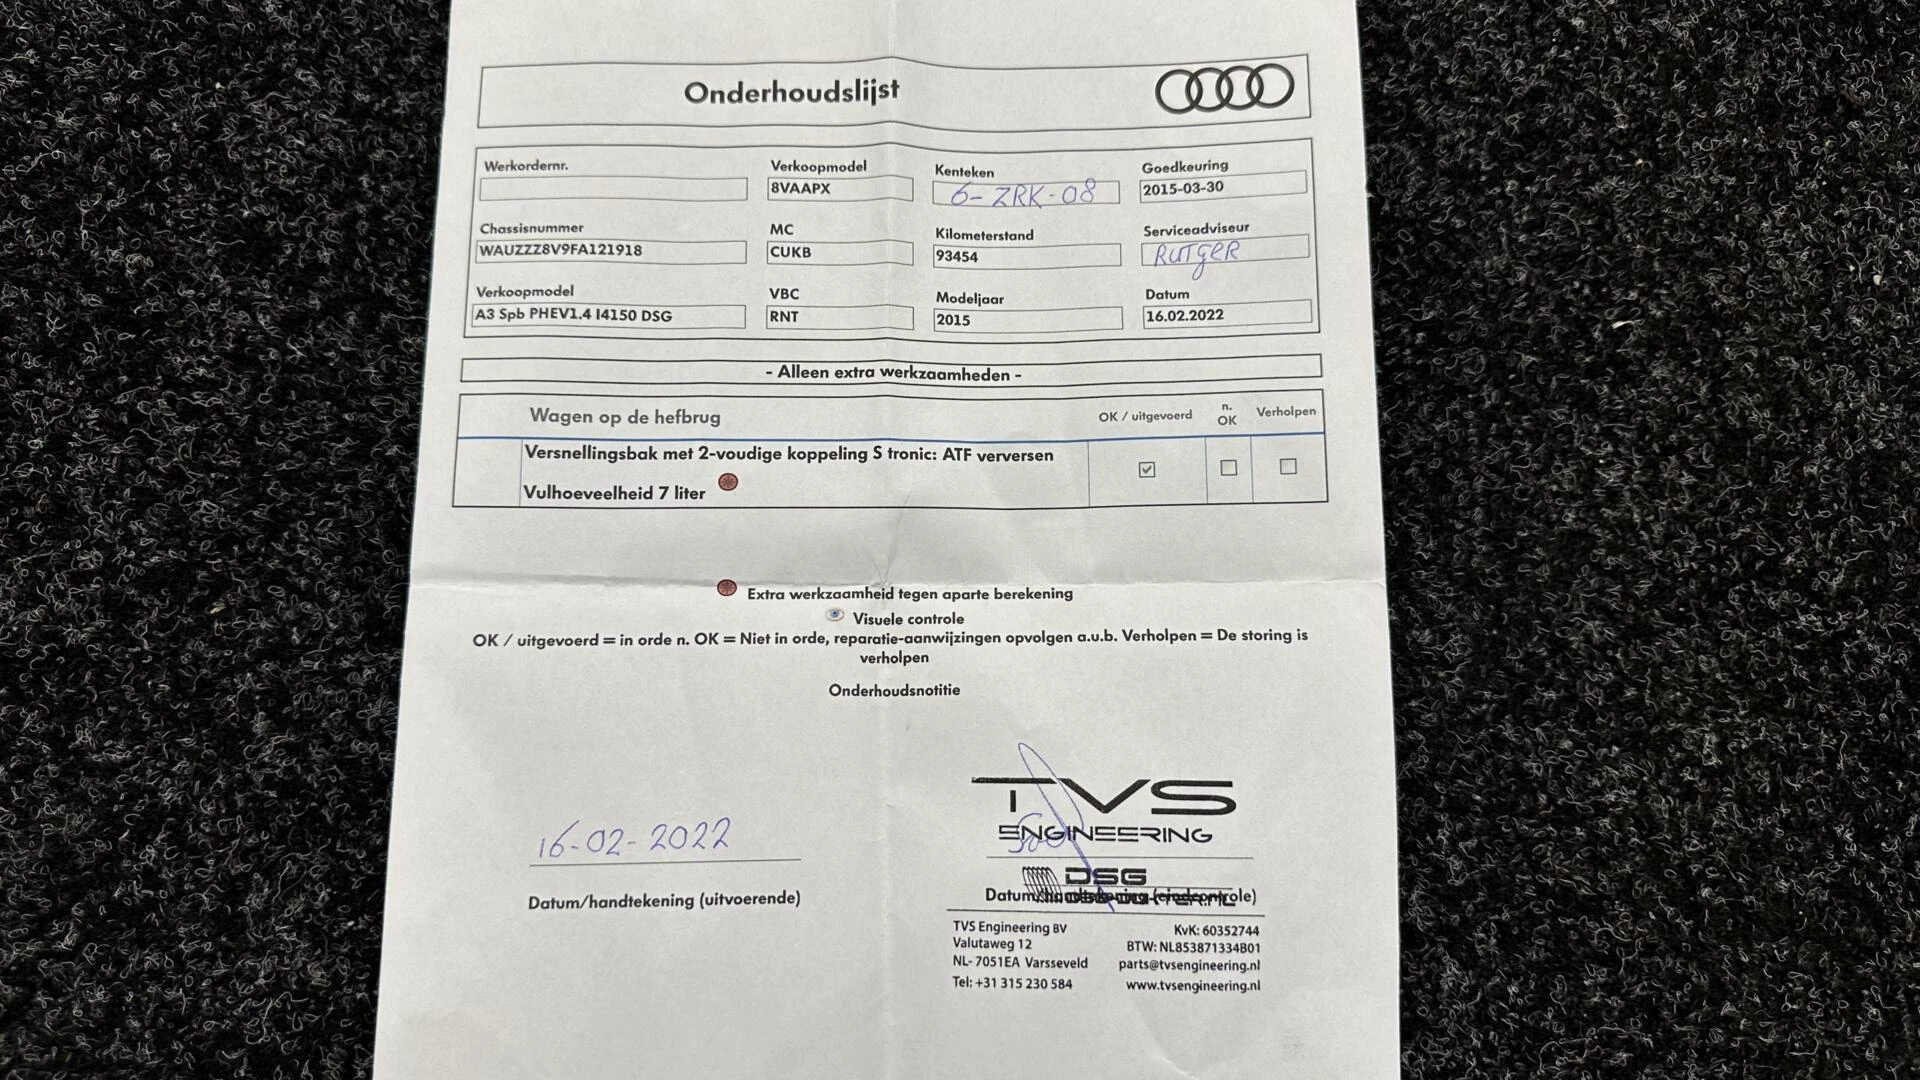 Onderhoudslijst
Werkordernr. Verkoopmodel Kenteken Goedkeuring
8VAAPX 6-ZRK-08 2015-03-30
Chassisnummer MC Kilometerstand Serviceadviseur
WAUZZZ8V9FA121918 CUKB 93454 RUTGER
Verkoopmodel VBC Modeljaar Datum
A3 Spb PHEV1.4 I4150 DSG RNT 2015 16.02.2022
- Alleen extra werkzaamheden -
Wagen op de hefbrug OK / uitgevoerd n. OK Verholpen
Versnellingsbak met 2-voudige koppeling S tronic: ATF verversen
Vulhoeveelheid 7 liter
Extra werkzaamheid tegen aparte berekening
Visuele controle
OK / uitgevoerd = in orde n. OK = Niet in orde, reparatie-aanwijzingen opvolgen a.u.b. Verholpen = De storing is
verholpen
Onderhoudsnotitie
TVS
ENGINEERING
16-02-2022
DSG
Datum/handtekening (uitvoerende) Datum/handtekening (eindcontrole)
TVS Engineering BV KvK: 60352744
Valutaweg 12 BTW: NL853871334B01
NL- 7051EA Varsseveld parts@tvsengineering.nl
Tel: +31 315 230 584 www.tvsengineering.nl